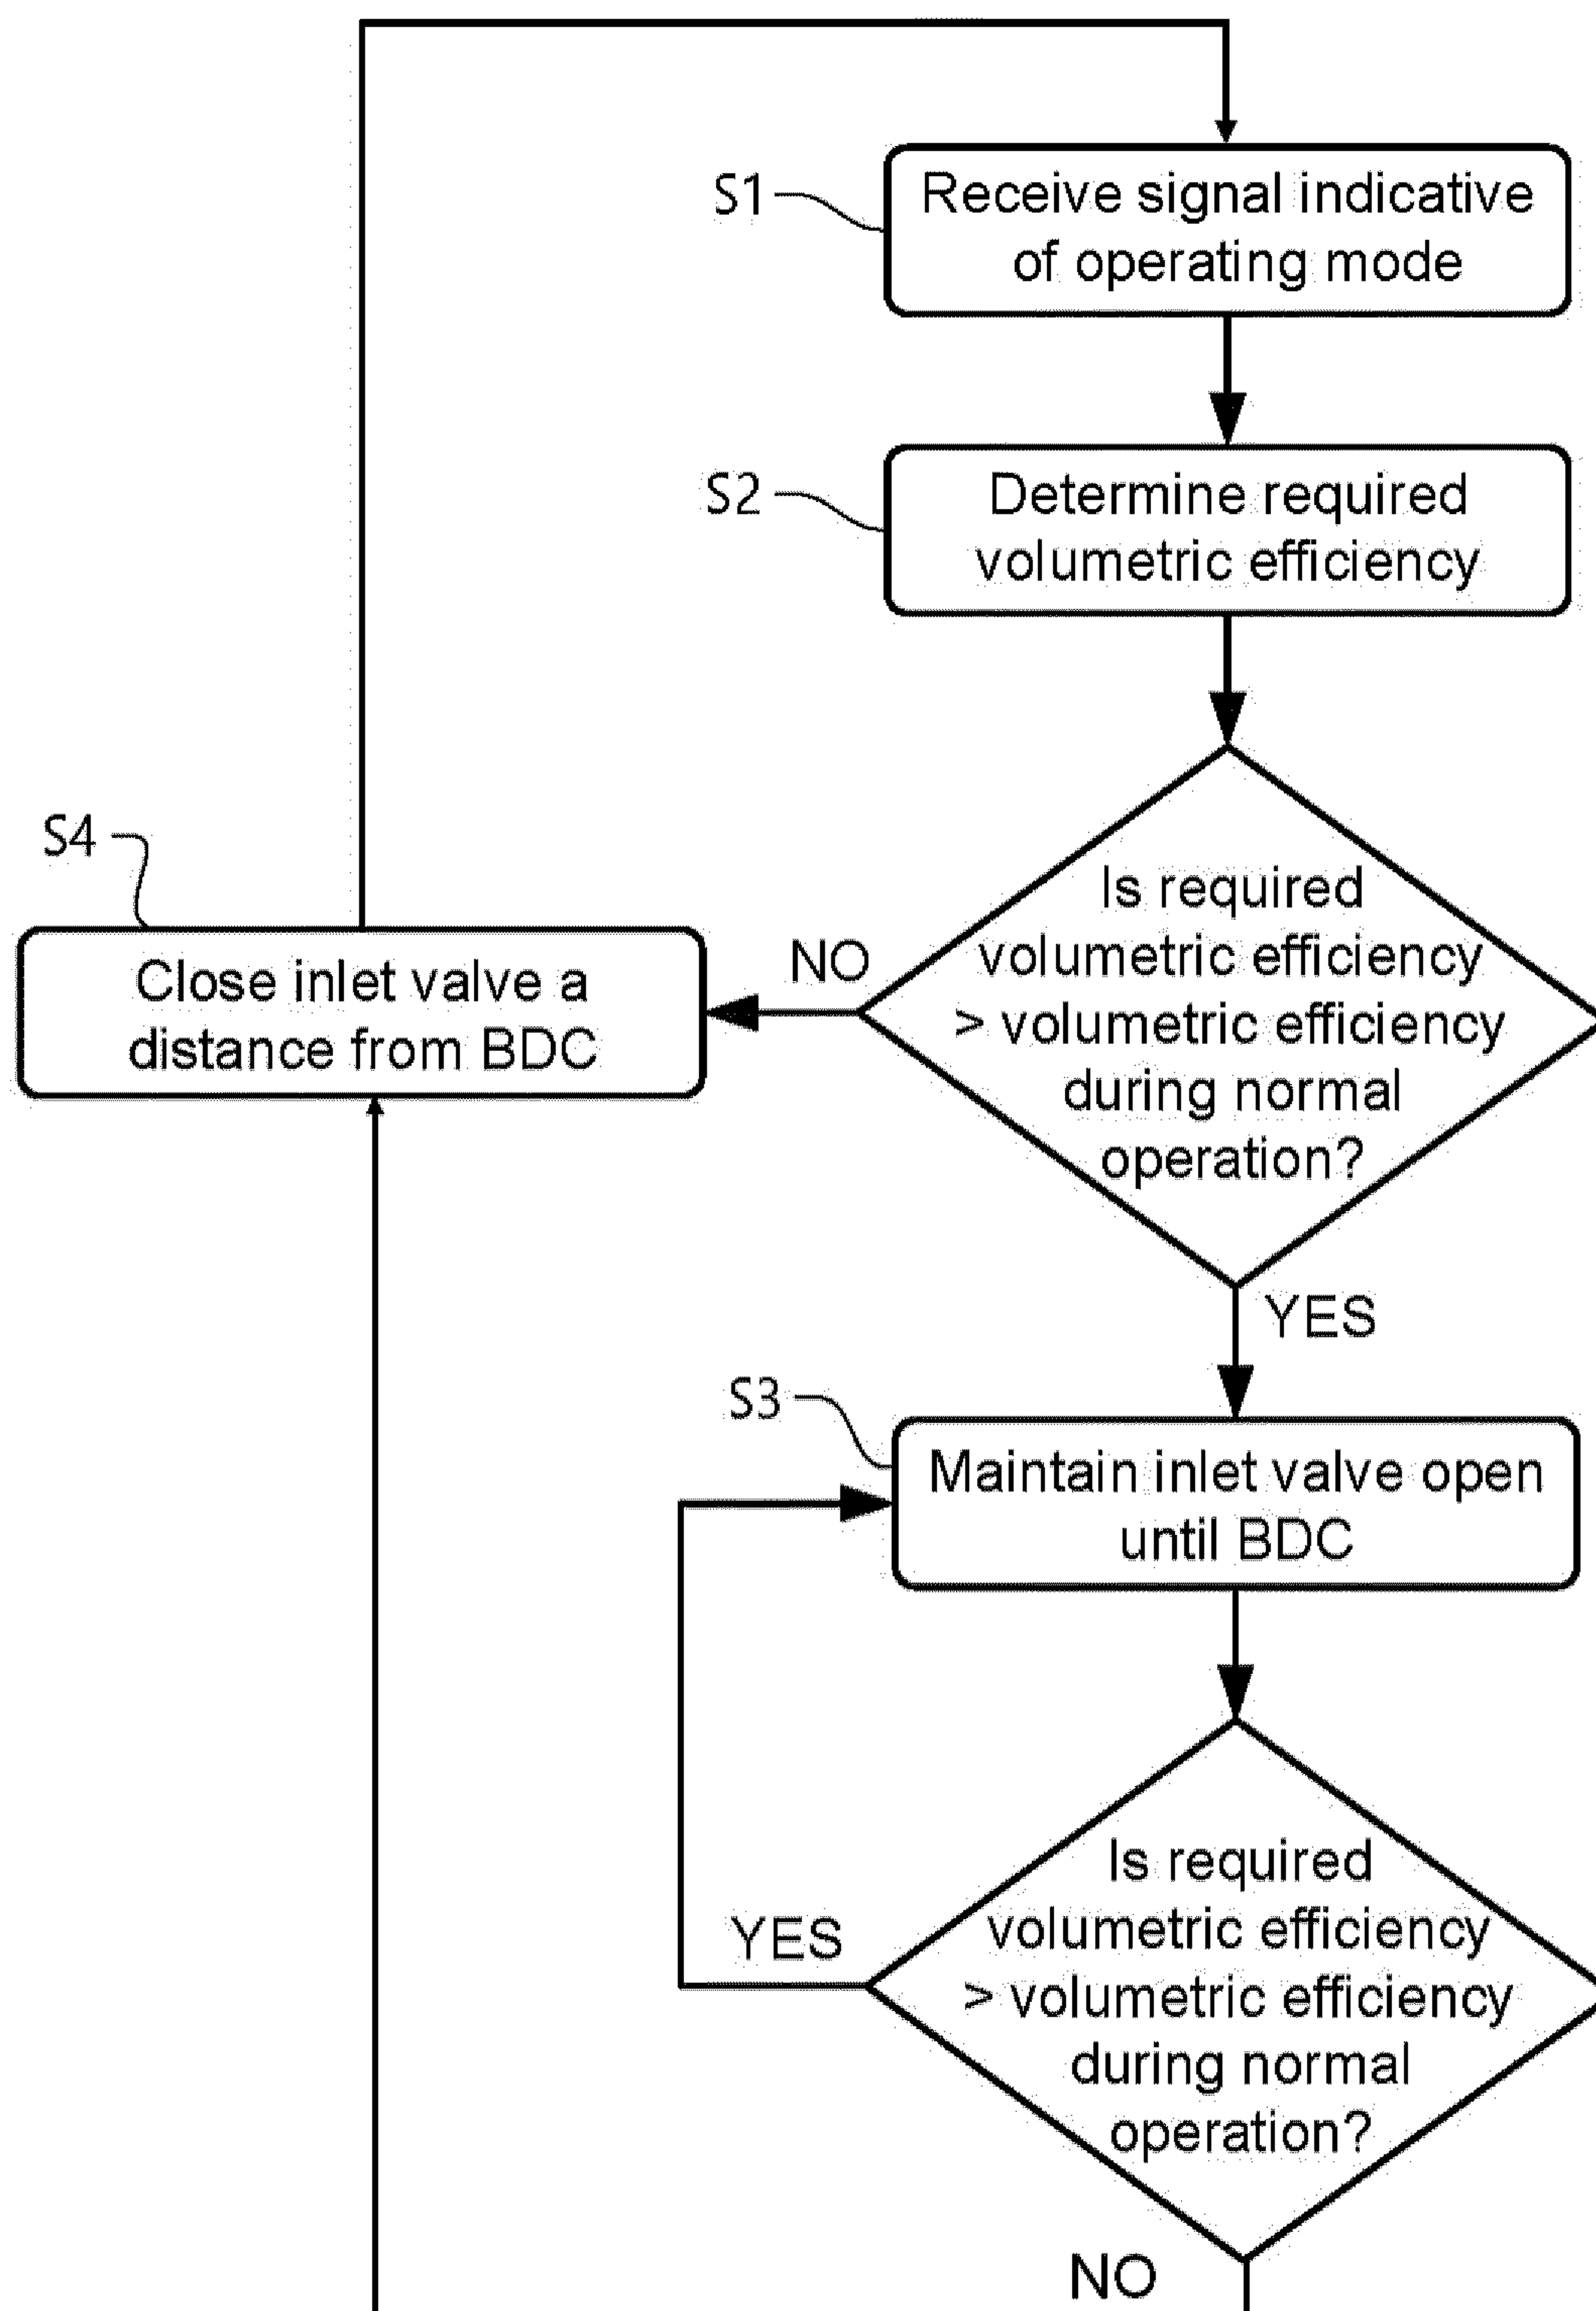 S1
Receive signal indicative
of operating mode
S2
Determine required
volumetric efficiency
Is required
volumetric efficiency
> volumetric efficiency
during normal
operation?
NO
S4
Close inlet valve a
distance from BDC
YES
S3
Maintain inlet valve open
until BDC
Is required
volumetric efficiency
> volumetric efficiency
during normal
operation?
YES
NO